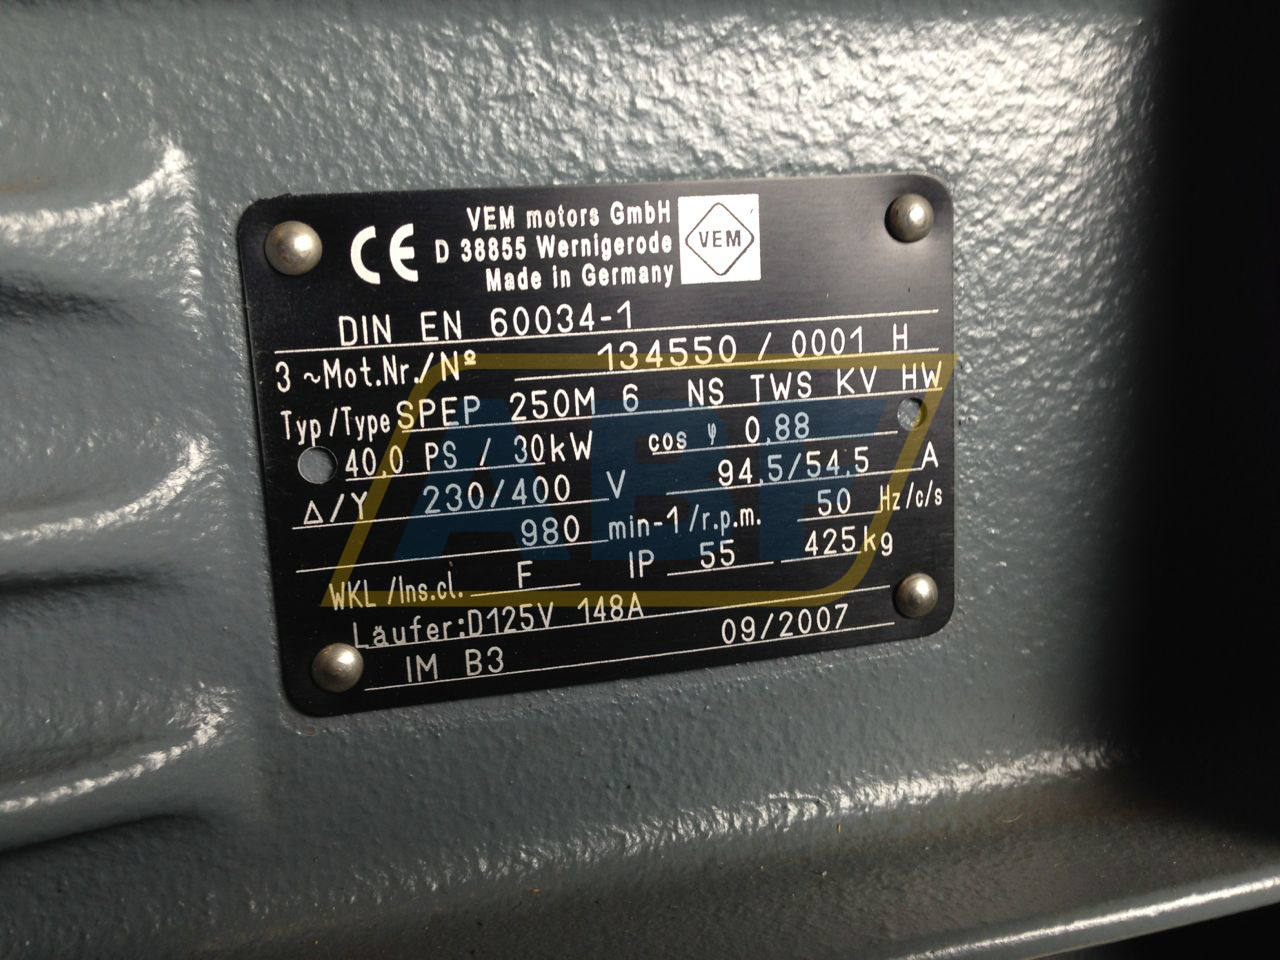 CE
VEM motors GmbH
D 38855 Wernigerode
Made in Germany
VEM
DIN EN 60034-1
3 ~Mot.Nr./Nº 134550 / 0001 H
Typ/Type SPEP 250M 6 NS TWS KV HW
40,0 PS / 30kW cos φ 0,88
Δ/Y 230/400 V 94,5/54,5 A
980 min-1/r.p.m. 50 Hz/c/s
WKL /Ins.cl. F IP 55 425kg
Läufer:D125V 148A
IM B3 09/2007